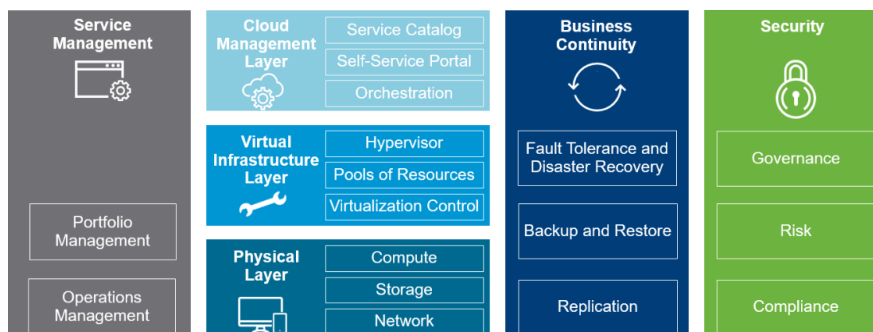 Service
Management
Portfolio
Management
Operations
Management
Cloud
Management
Layer
Service Catalog
Self-Service Portal
Orchestration
Virtual
Infrastructure
Layer
Hypervisor
Pools of Resources
Virtualization Control
Physical
Layer
Compute
Storage
Network
Business
Continuity
Fault Tolerance and
Disaster Recovery
Backup and Restore
Replication
Security
Governance
Risk
Compliance